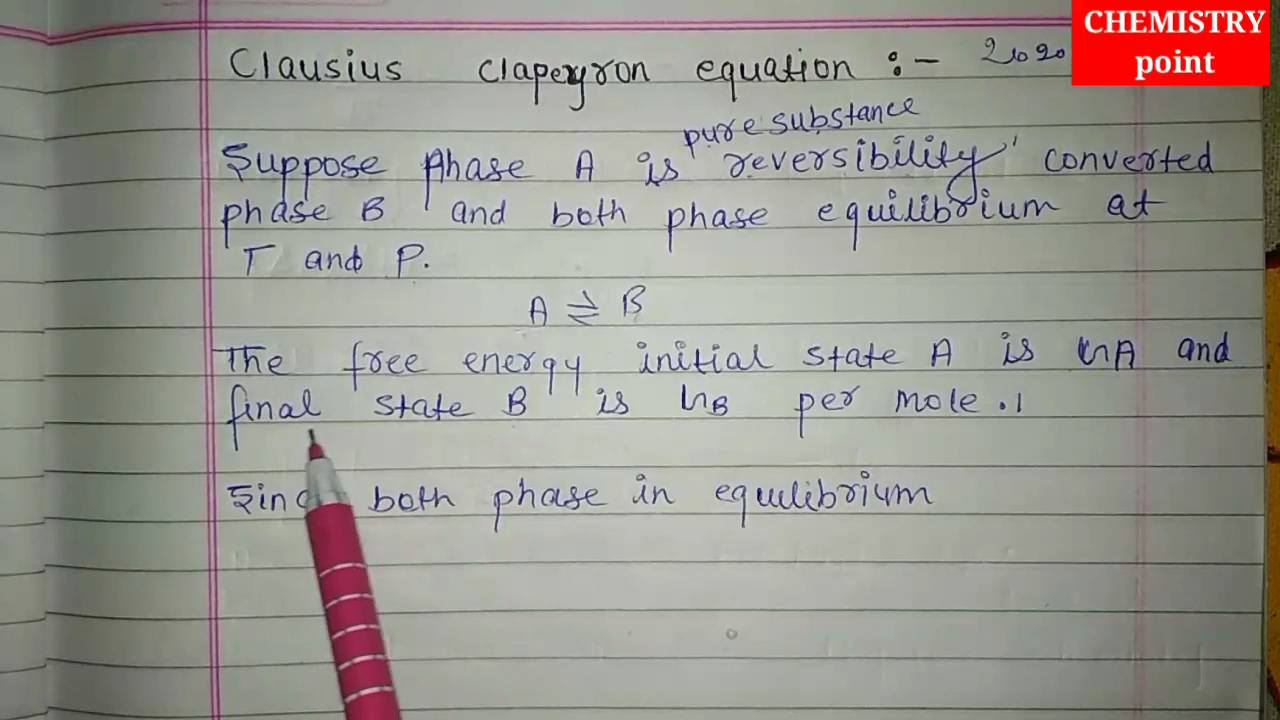 CHEMISTRY
point
Clausius clapeyron equation :- 2020
pure substance
Suppose phase A is reversibility converted
phase B and both phase equilibrium at
T and P.
A ⇌ B
The free energy initial state A is GA and
final state B is GB per mole.
both phase in equilibrium